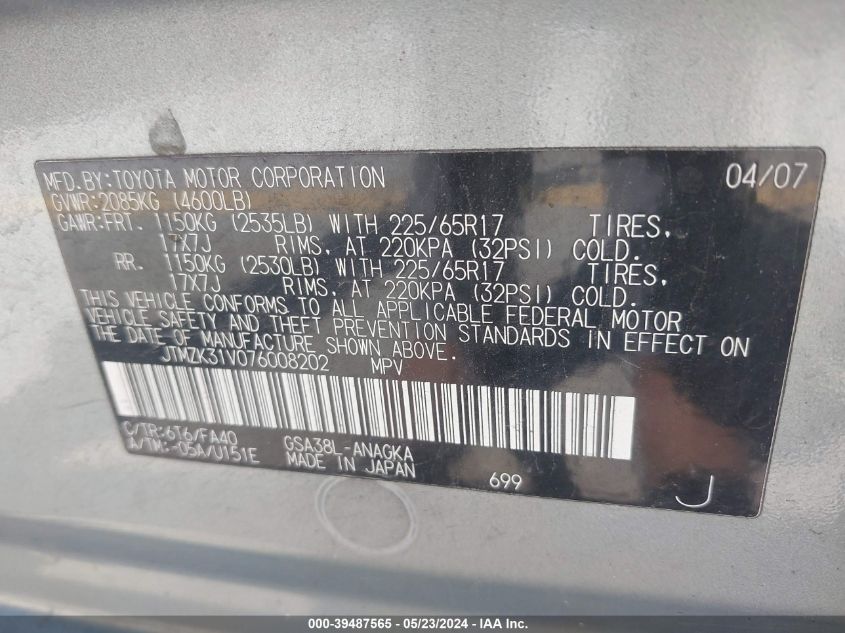 MFD.BY:TOYOTA MOTOR CORPORATION 04/07
GVWR:2085KG (4600LB)
GAWR:FRT. 1150KG (2535LB) WITH 225/65R17 TIRES,
17X7J RIMS, AT 220KPA (32PSI) COLD.
RR. 1150KG (2530LB) WITH 225/65R17 TIRES,
17X7J RIMS, AT 220KPA (32PSI) COLD.
THIS VEHICLE CONFORMS TO ALL APPLICABLE FEDERAL MOTOR
VEHICLE SAFETY AND THEFT PREVENTION STANDARDS IN EFFECT ON
THE DATE OF MANUFACTURE SHOWN ABOVE.
JTMZK31V076008202 MPV
C/TR:6T6/FA40 GSA38L-ANAGKA
A/TM:-05A/U151E MADE IN JAPAN
699 J
000-39487565 - 05/23/2024 - IAAI.com